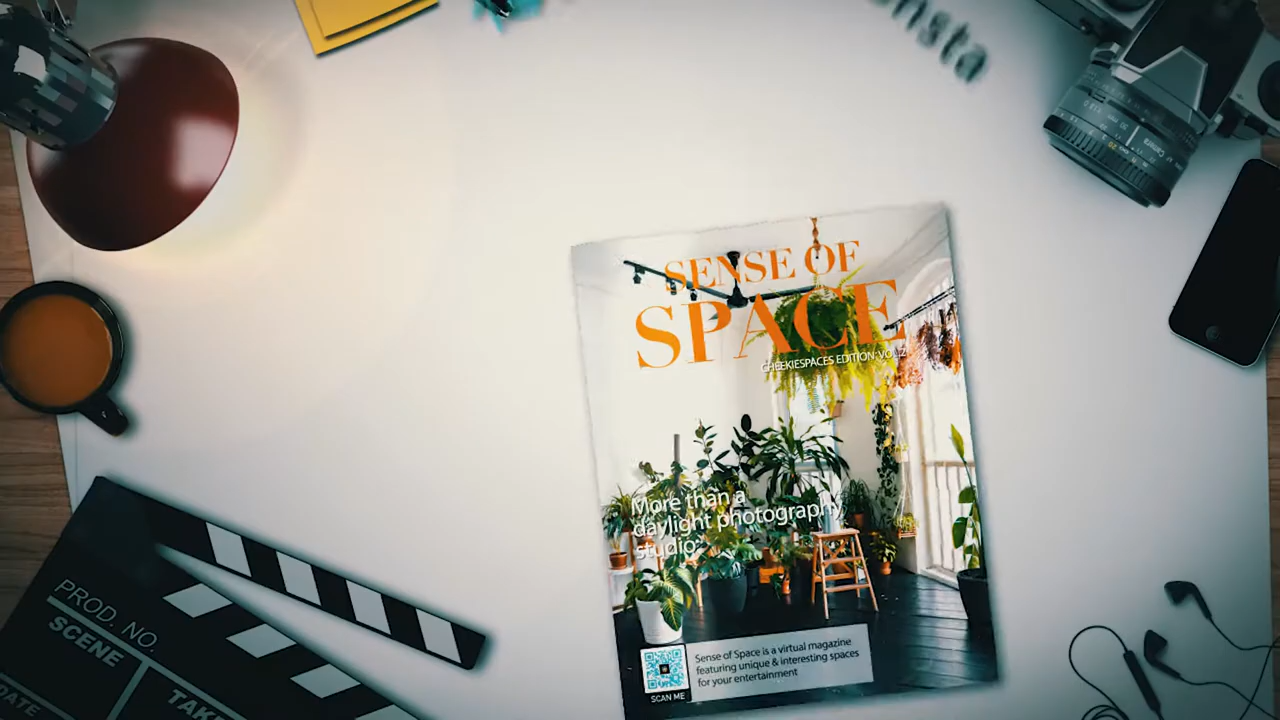 SENSE OF
SPACE
CHEEKIESPACES EDITION: VOL.2
More than a
daylight photography
studio.
Sense of Space is a virtual magazine
featuring unique & interesting spaces
for your entertainment
SCAN ME
PROD. NO.
SCENE
DATE